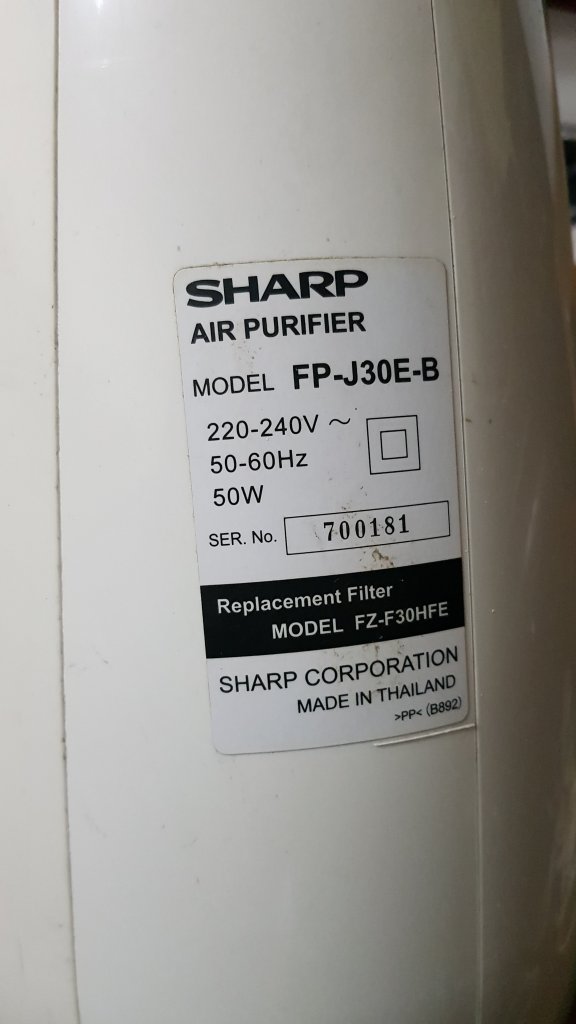 SHARP
AIR PURIFIER
MODEL FP-J30E-B
220-240V ~
50-60Hz
50W
SER. No. 700181
Replacement Filter
MODEL FZ-F30HFE
SHARP CORPORATION
MADE IN THAILAND
>PP< (B892)